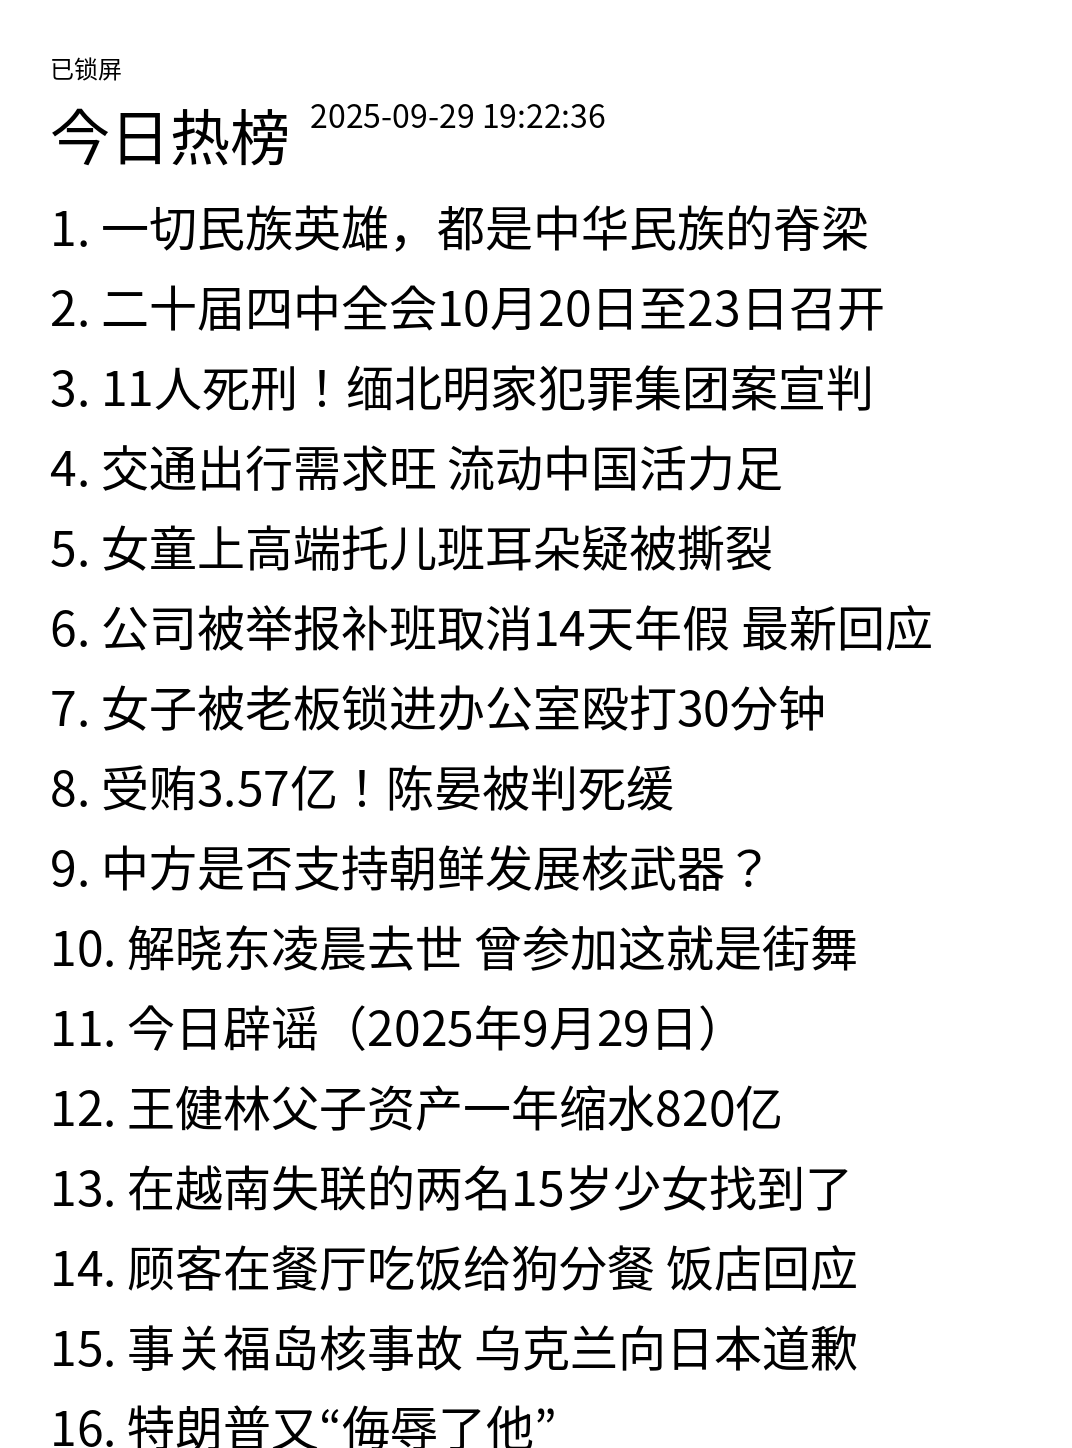 已锁屏
今日热榜 2025-09-29 19:22:36
1. 一切民族英雄，都是中华民族的脊梁
2. 二十届四中全会10月20日至23日召开
3. 11人死刑！缅北明家犯罪集团案宣判
4. 交通出行需求旺 流动中国活力足
5. 女童上高端托儿班耳朵疑被撕裂
6. 公司被举报补班取消14天年假 最新回应
7. 女子被老板锁进办公室殴打30分钟
8. 受贿3.57亿！陈晏被判死缓
9. 中方是否支持朝鲜发展核武器？
10. 解晓东凌晨去世 曾参加这就是街舞
11. 今日辟谣（2025年9月29日）
12. 王健林父子资产一年缩水820亿
13. 在越南失联的两名15岁少女找到了
14. 顾客在餐厅吃饭给狗分餐 饭店回应
15. 事关福岛核事故 乌克兰向日本道歉
16. 特朗普又“侮辱了他”